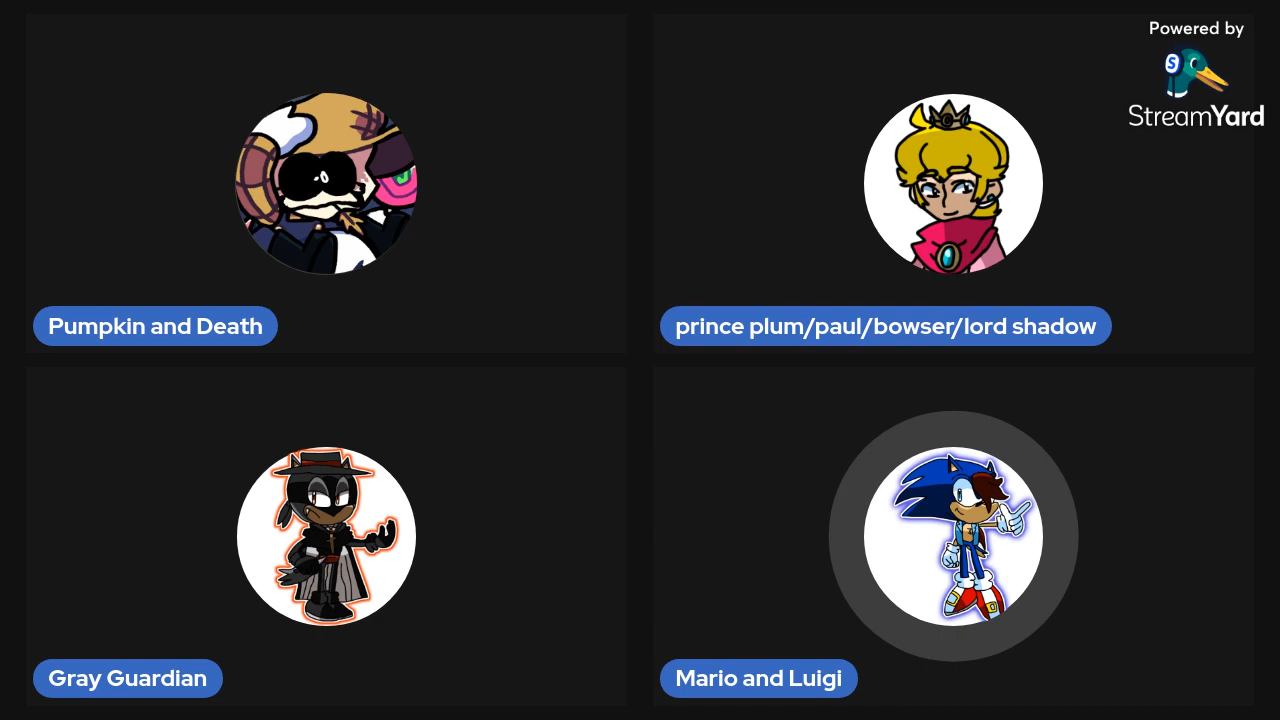 Powered by
S
StreamYard
Pumpkin and Death
prince plum/paul/bowser/lord shadow
Gray Guardian
Mario and Luigi